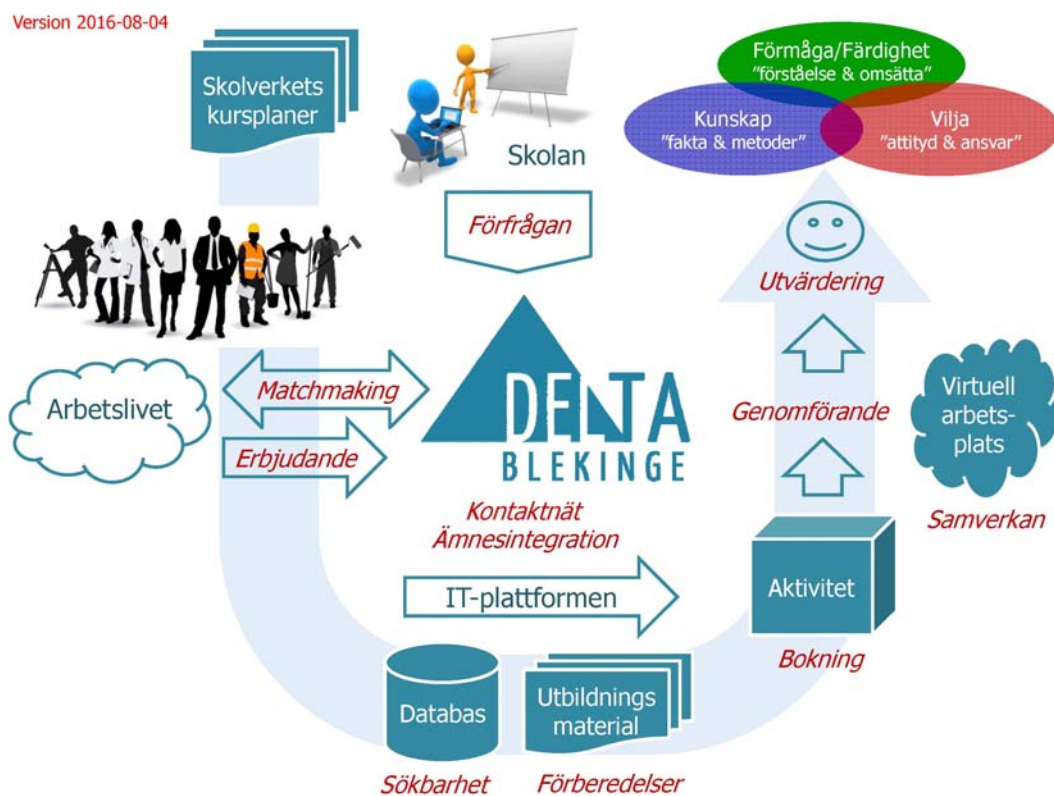 Version 2016-08-04
Skolverkets
kursplaner
Skolan
Förfrågan
Förmåga/Färdighet
"förståelse & omsätta"
Kunskap
"fakta & metoder"
Vilja
"attityd & ansvar"
Utvärdering
Arbetslivet
Matchmaking
Erbjudande
DELTA
BLEKINGE
Kontaktnät
Ämnesintegration
Genomförande
Virtuell
arbets-
plats
Samverkan
IT-plattformen
Aktivitet
Bokning
Databas
Utbildnings
material
Sökbarhet
Förberedelser